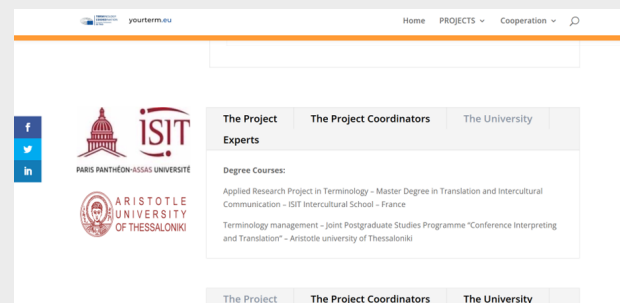 yourterm.eu
Home PROJECTS Cooperation
f
in
iSiT
PARIS PANTHÉON-ASSAS UNIVERSITÉ
ARISTOTLE
UNIVERSITY
OF THESSALONIKI
The Project Experts
The Project Coordinators
The University
Degree Courses:
Applied Research Project in Terminology – Master Degree in Translation and Intercultural
Communication – ISIT Intercultural School – France
Terminology management – Joint Postgraduate Studies Programme “Conference Interpreting
and Translation” – Aristotle university of Thessaloniki
The Project The Project Coordinators The University